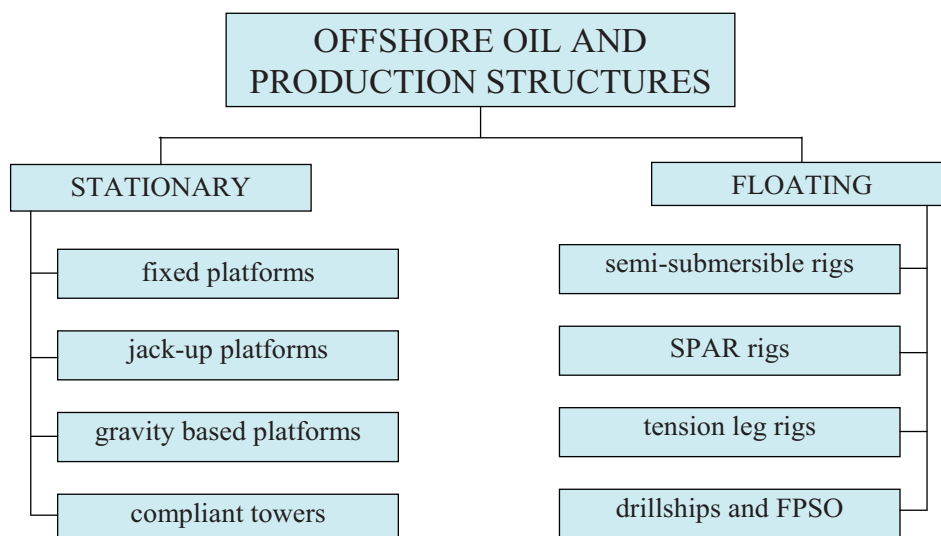 OFFSHORE OIL AND
PRODUCTION STRUCTURES
STATIONARY
fixed platforms
jack-up platforms
gravity based platforms
compliant towers
FLOATING
semi-submersible rigs
SPAR rigs
tension leg rigs
drillships and FPSO